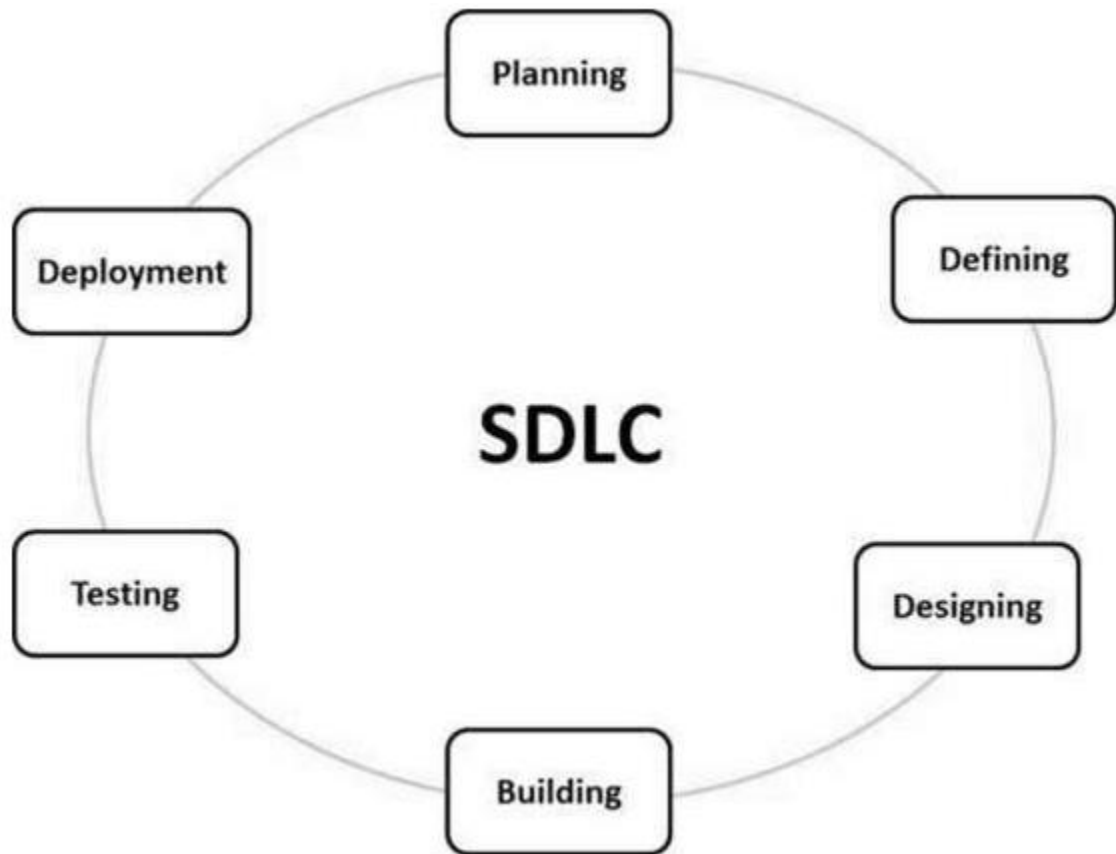 Planning
Defining
Designing
Building
Testing
Deployment
SDLC